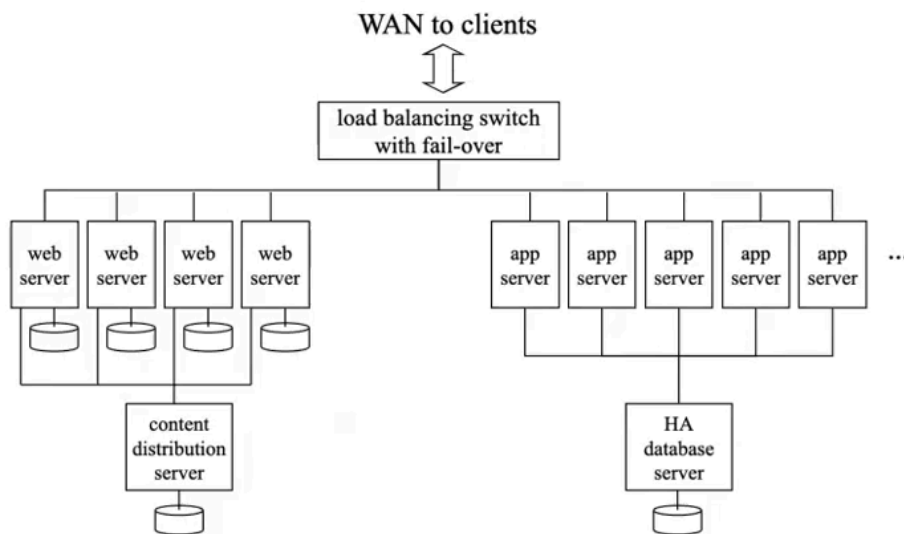 WAN to clients
load balancing switch
with fail-over
web
server
web
server
web
server
web
server
app
server
app
server
app
server
app
server
app
server
...
content
distribution
server
HA
database
server